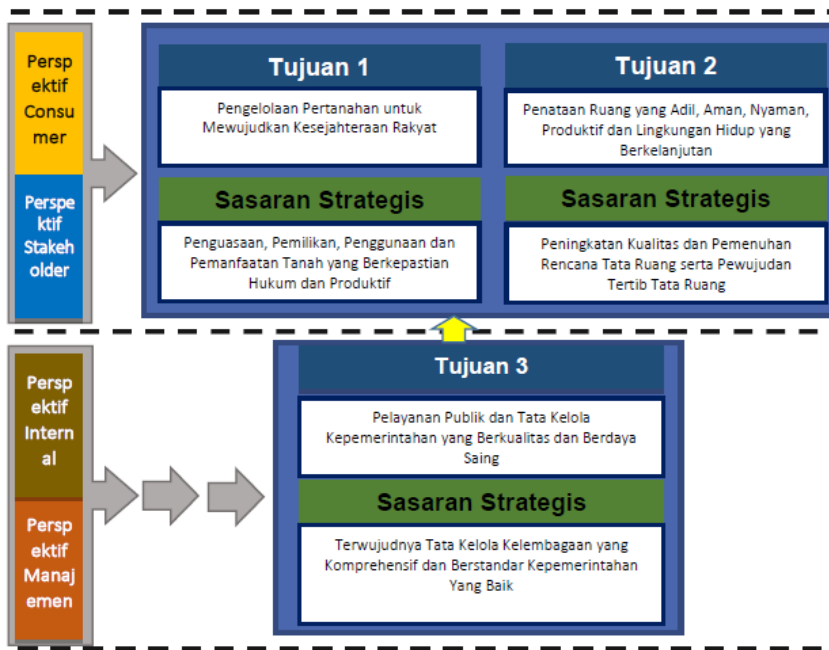 Persp
ektif
Consu
mer
Perspe
ktif
Stakeh
older
Tujuan 1
Pengelolaan Pertanahan untuk
Mewujudkan Kesejahteraan Rakyat
Sasaran Strategis
Penguasaan, Pemilikan, Penggunaan dan
Pemanfaatan Tanah yang Berkepastian
Hukum dan Produktif
Tujuan 2
Penataan Ruang yang Adil, Aman, Nyaman,
Produktif dan Lingkungan Hidup yang
Berkelanjutan
Sasaran Strategis
Peningkatan Kualitas dan Pemenuhan
Rencana Tata Ruang serta Pewujudan
Tertib Tata Ruang
Persp
ektif
Intern
al
Persp
ektif
Manaj
emen
Tujuan 3
Pelayanan Publik dan Tata Kelola
Kepemerintahan yang Berkualitas dan Berdaya
Saing
Sasaran Strategis
Terwujudnya Tata Kelola Kelembagaan yang
Komprehensif dan Berstandar Kepemerintahan
Yang Baik